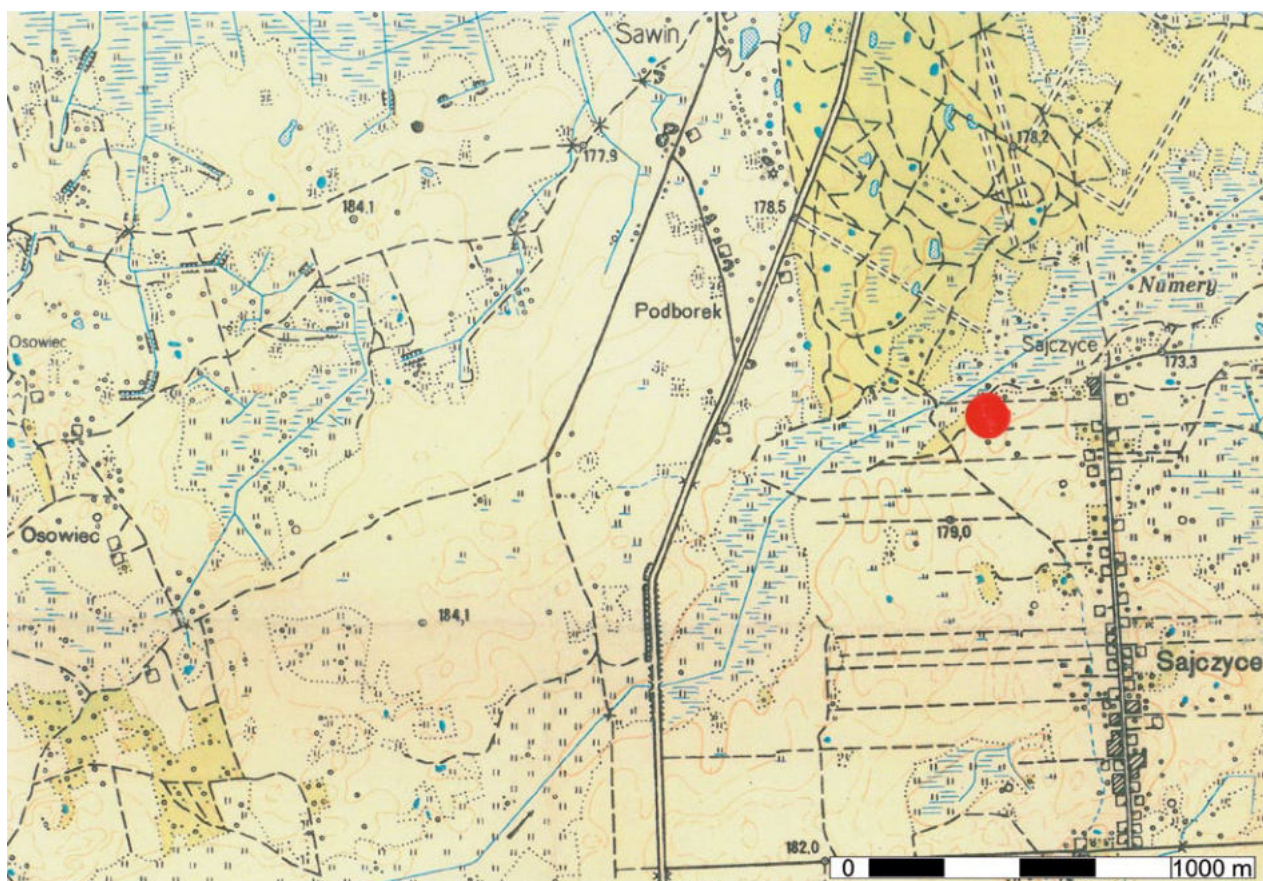 Sawin
177,9
178,2
184.1
178.5
Numery
Podborek
Sajczyce
Osowiec
173,3
Osowiec
179,0
184,1
Sajczyce
182,0
0
1000 m